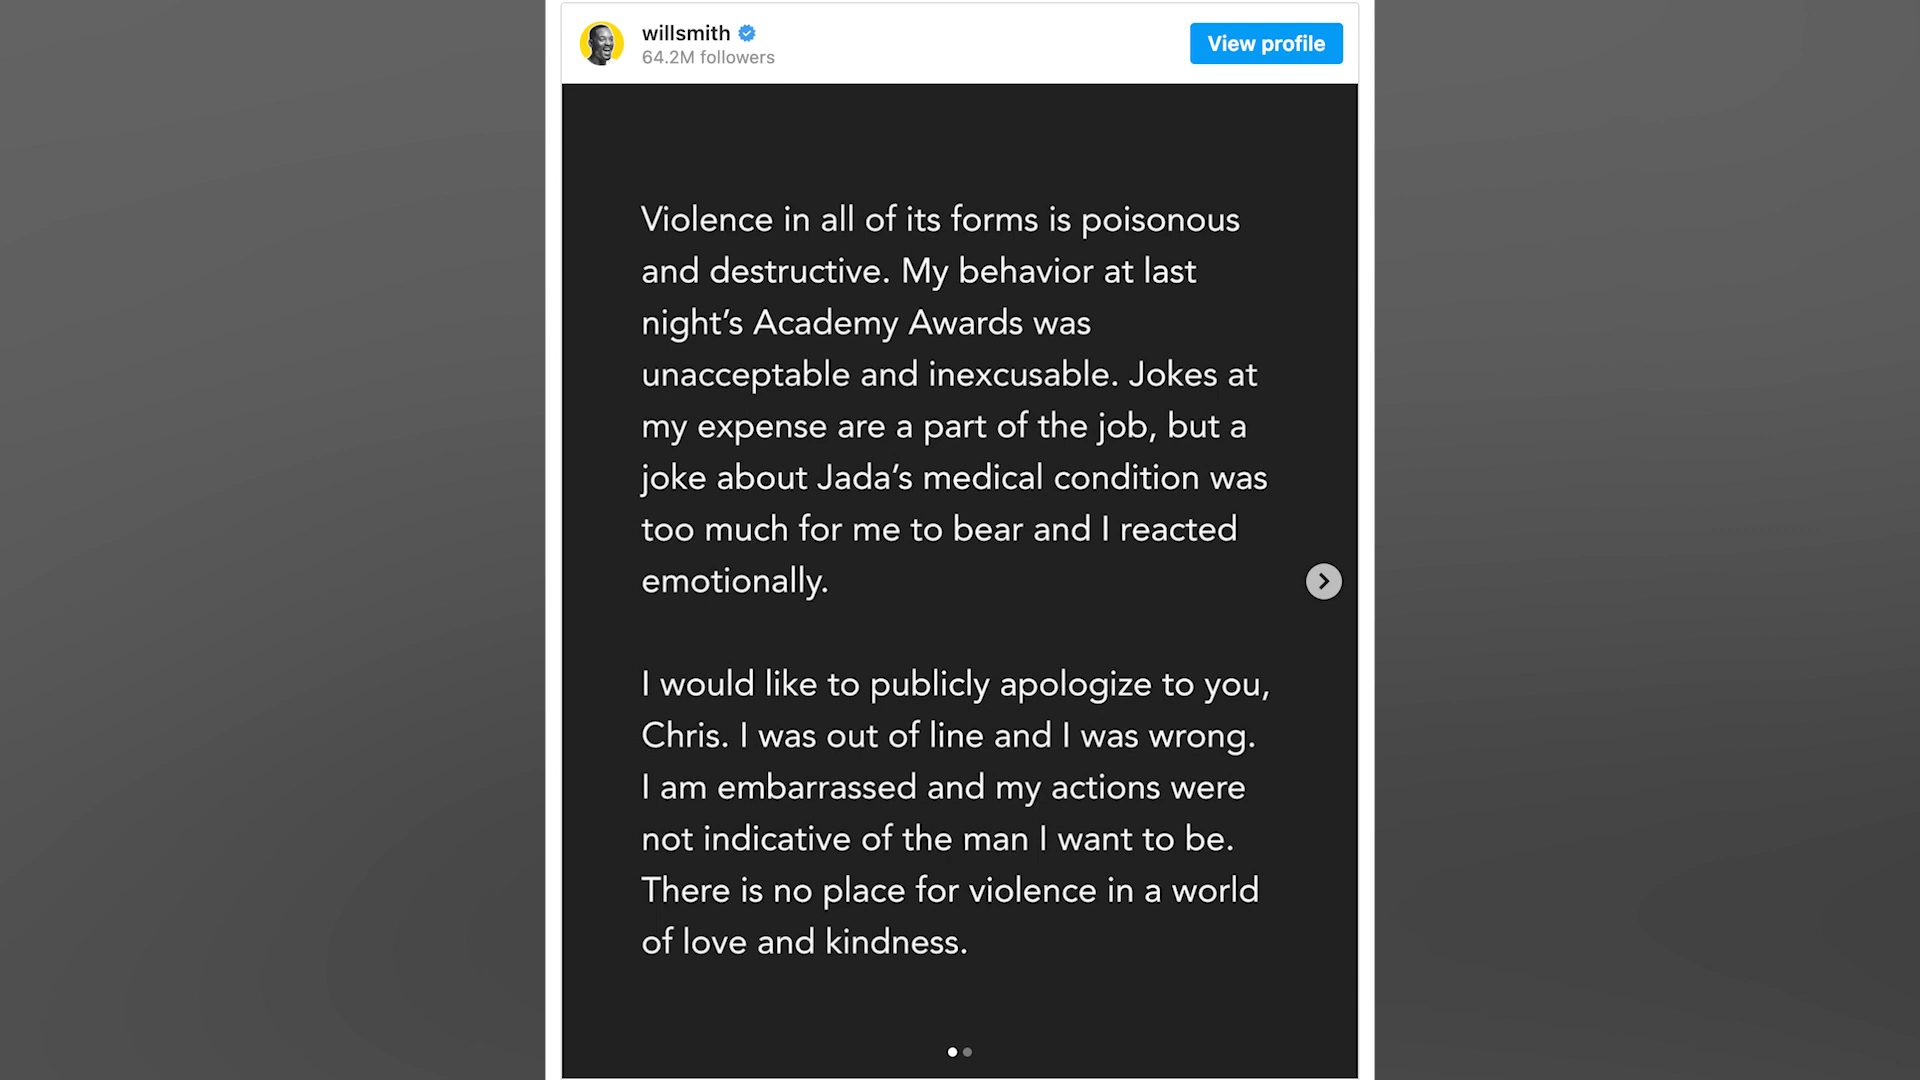 willsmith
64.2M followers
View profile
Violence in all of its forms is poisonous
and destructive. My behavior at last
night’s Academy Awards was
unacceptable and inexcusable. Jokes at
my expense are a part of the job, but a
joke about Jada’s medical condition was
too much for me to bear and I reacted
emotionally.
I would like to publicly apologize to you,
Chris. I was out of line and I was wrong.
I am embarrassed and my actions were
not indicative of the man I want to be.
There is no place for violence in a world
of love and kindness.